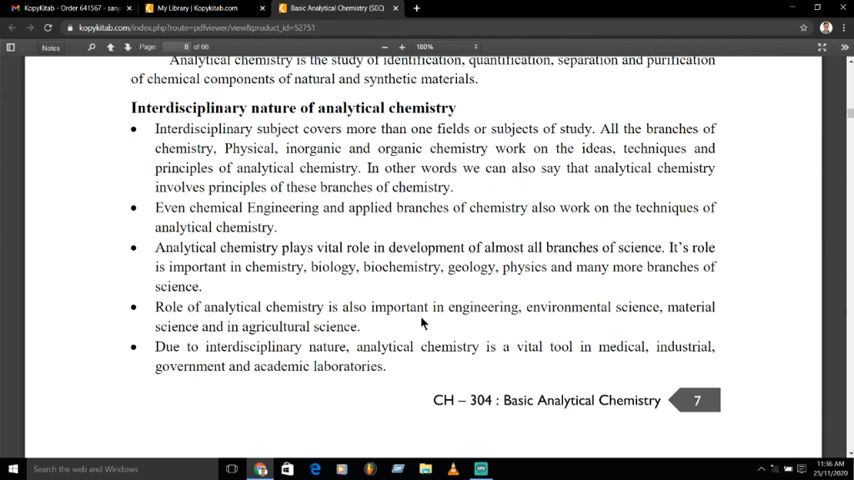 KopyKitab - Order 641567 - sanj
My Library | Kopykitab.com
Basic Analytical Chemistry (SEC)
kopykitab.com/index.php?route=pdfviewer/view&product_id=52751
Notes
Page: 8 of 66
180%
Analytical chemistry is the study of identification, quantification, separation and purification
of chemical components of natural and synthetic materials.
Interdisciplinary nature of analytical chemistry
• Interdisciplinary subject covers more than one fields or subjects of study. All the branches of
chemistry, Physical, inorganic and organic chemistry work on the ideas, techniques and
principles of analytical chemistry. In other words we can also say that analytical chemistry
involves principles of these branches of chemistry.
• Even chemical Engineering and applied branches of chemistry also work on the techniques of
analytical chemistry.
• Analytical chemistry plays vital role in development of almost all branches of science. It's role
is important in chemistry, biology, biochemistry, geology, physics and many more branches of
science.
• Role of analytical chemistry is also important in engineering, environmental science, material
science and in agricultural science.
• Due to interdisciplinary nature, analytical chemistry is a vital tool in medical, industrial,
government and academic laboratories.
CH – 304 : Basic Analytical Chemistry 7
Search the web and Windows
11:36 AM
25/11/2020